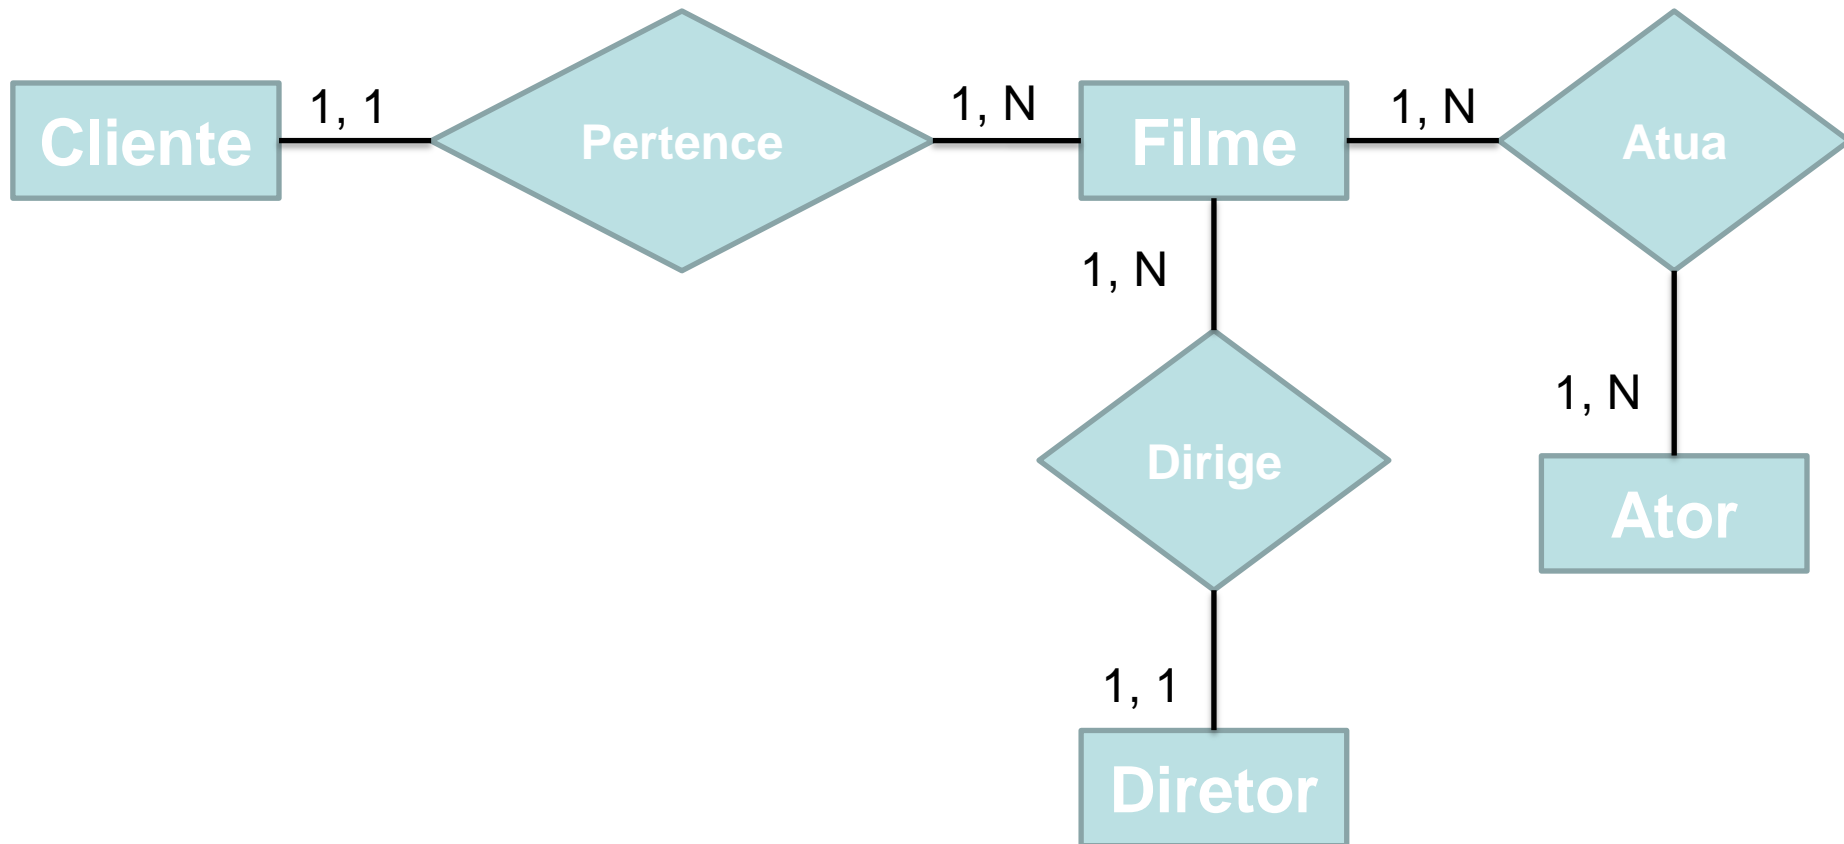 Cliente
1, 1
Pertence
1, N
Filme
1, N
Atua
1, N
1, N
Dirige
Ator
1, 1
Diretor